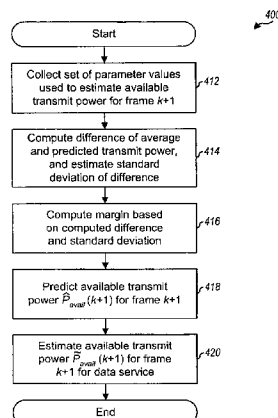 400
Start
Collect set of parameter values
used to estimate available
transmit power for frame k+1
412
Compute difference of average
and predicted transmit power,
and estimate standard
deviation of difference
414
Compute margin based
on computed difference
and standard deviation
416
Predict available transmit
power P̂avail (k+1) for frame k+1
418
Estimate available transmit
power P̃avail (k+1) for frame
k+1 for data service
420
End